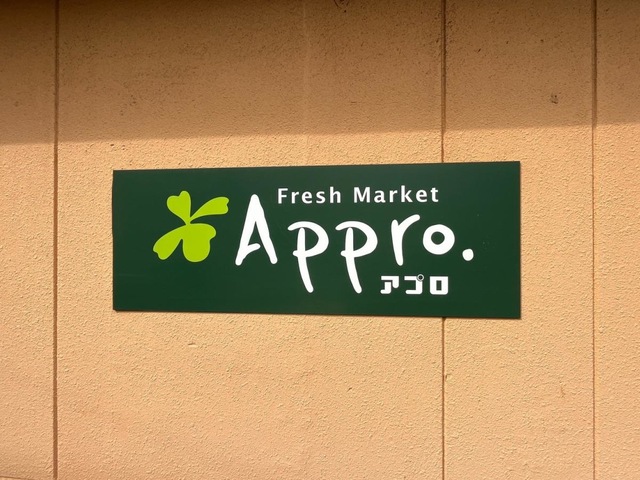 Fresh Market
Appro.
アプロ